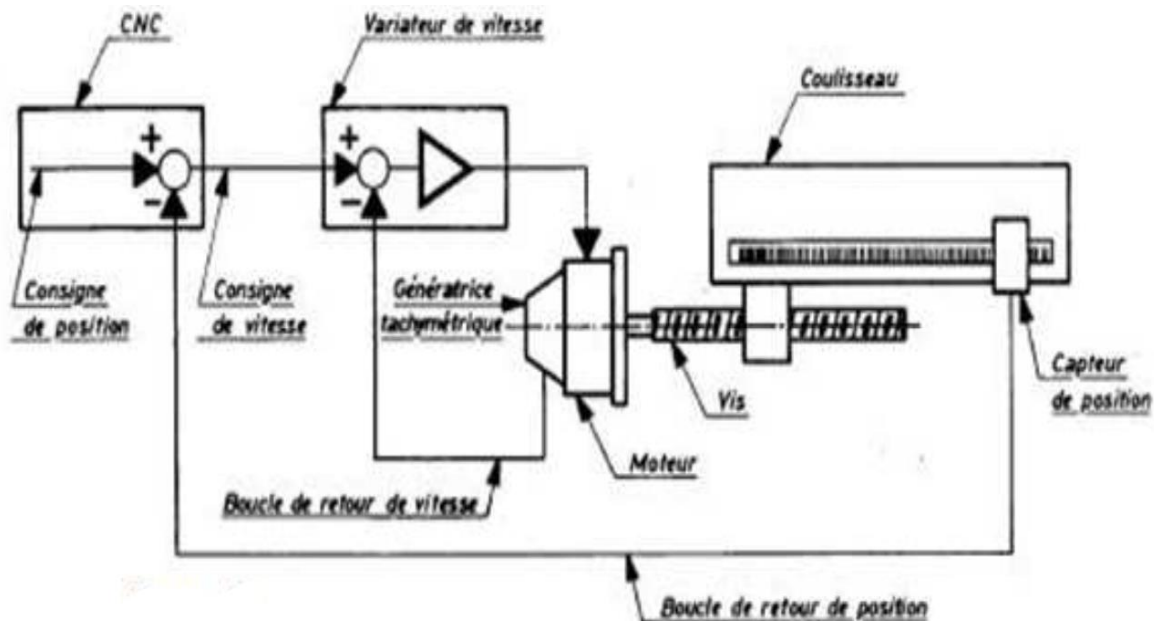 CNC
Variateur de vitesse
Coulisseau
+
-
+
-
Consigne
de position
Consigne
de vitesse
Génératrice
tachymétrique
Capteur
de position
Vis
Moteur
Boucle de retour de vitesse
Boucle de retour de position